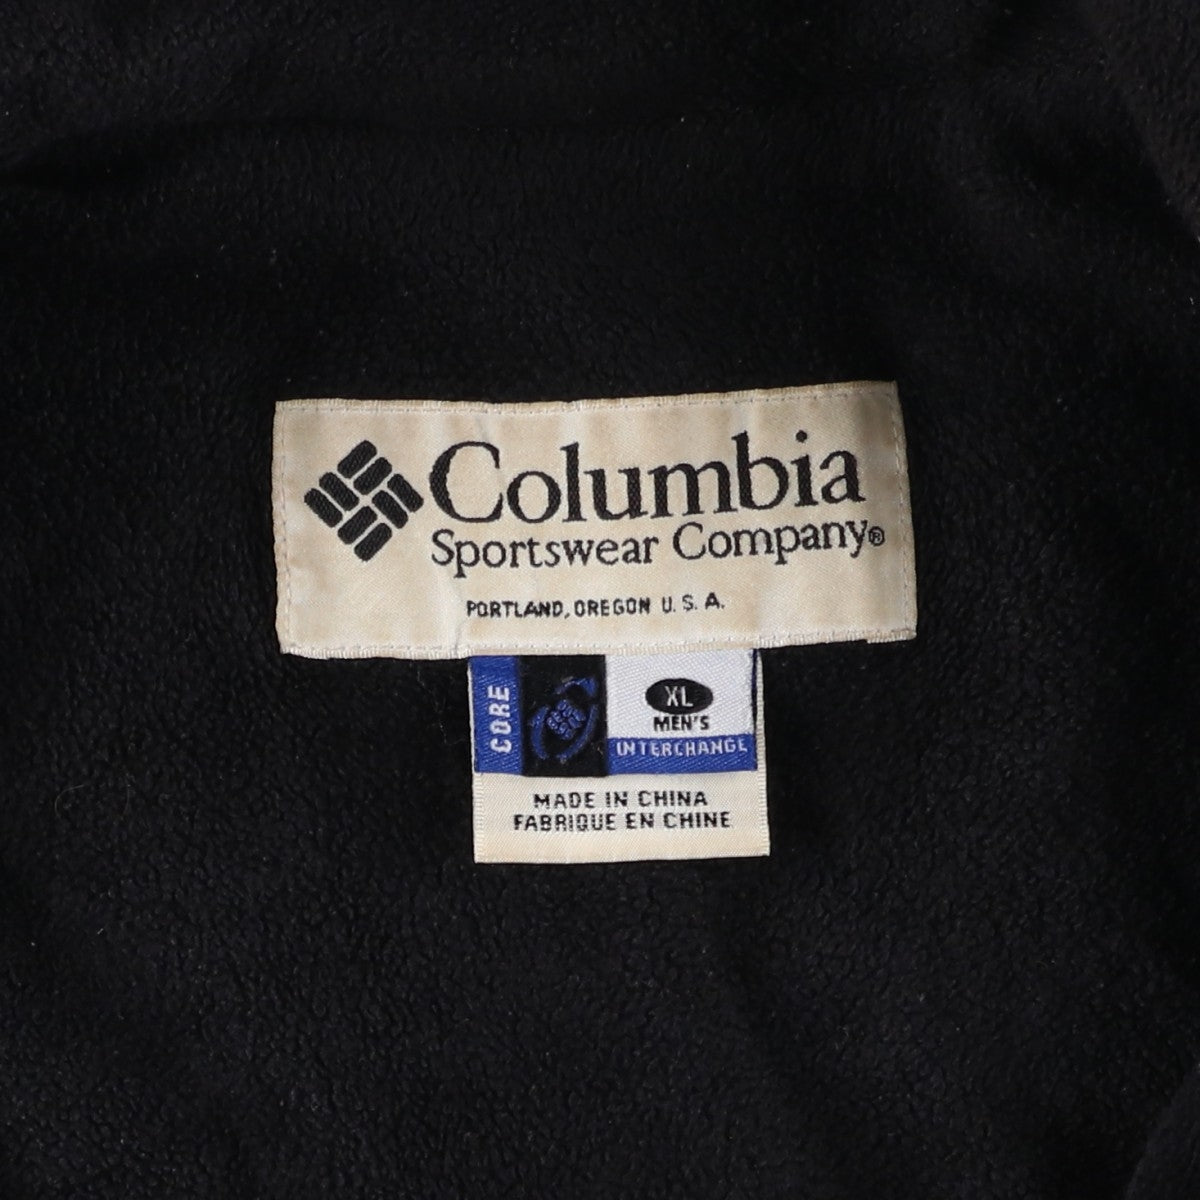 Columbia
Sportswear Company®
PORTLAND, OREGON U.S.A.
CORE
XL
MEN'S
INTERCHANGE
MADE IN CHINA
FABRIQUE EN CHINE